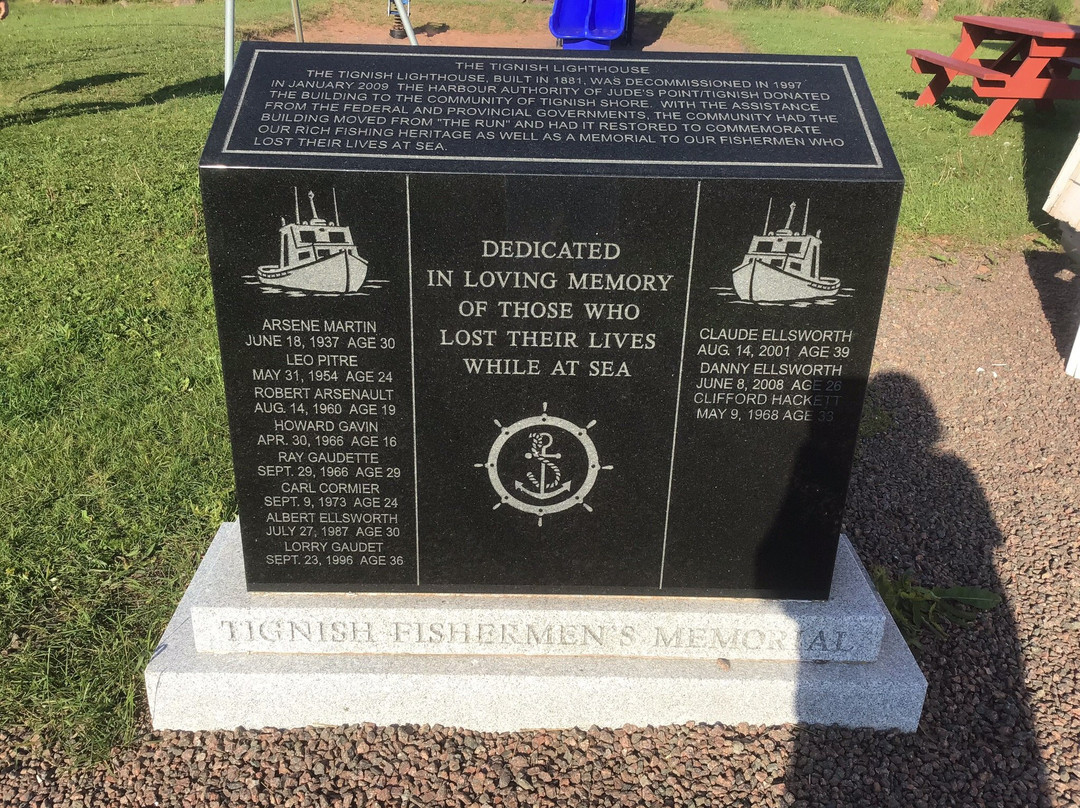 THE TIGNISH LIGHTHOUSE
THE TIGNISH LIGHTHOUSE, BUILT IN 1881, WAS DECOMMISSIONED IN 1997
IN JANUARY 2009 THE HARBOUR AUTHORITY OF JUDE'S POINT/TIGNISH DONATED
THE BUILDING TO THE COMMUNITY OF TIGNISH SHORE. WITH THE ASSISTANCE
FROM THE FEDERAL AND PROVINCIAL GOVERNMENTS, THE COMMUNITY HAD THE
BUILDING MOVED FROM "THE RUN" AND HAD IT RESTORED TO COMMEMORATE
OUR RICH FISHING HERITAGE AS WELL AS A MEMORIAL TO OUR FISHERMEN WHO
LOST THEIR LIVES AT SEA.
ARSENE MARTIN
JUNE 18, 1937 AGE 30
LEO PITRE
MAY 31, 1954 AGE 24
ROBERT ARSENAULT
AUG. 14, 1960 AGE 19
HOWARD GAVIN
APR. 30, 1966 AGE 16
RAY GAUDETTE
SEPT. 29, 1966 AGE 29
CARL CORMIER
SEPT. 9, 1973 AGE 24
ALBERT ELLSWORTH
JULY 27, 1987 AGE 30
LORRY GAUDET
SEPT. 23, 1996 AGE 36
DEDICATED
IN LOVING MEMORY
OF THOSE WHO
LOST THEIR LIVES
WHILE AT SEA
CLAUDE ELLSWORTH
AUG. 14, 2001 AGE 39
DANNY ELLSWORTH
JUNE 8, 2008 AGE 26
CLIFFORD HACKETT
MAY 9, 1968 AGE 33
TIGNISH FISHERMEN'S MEMORIAL